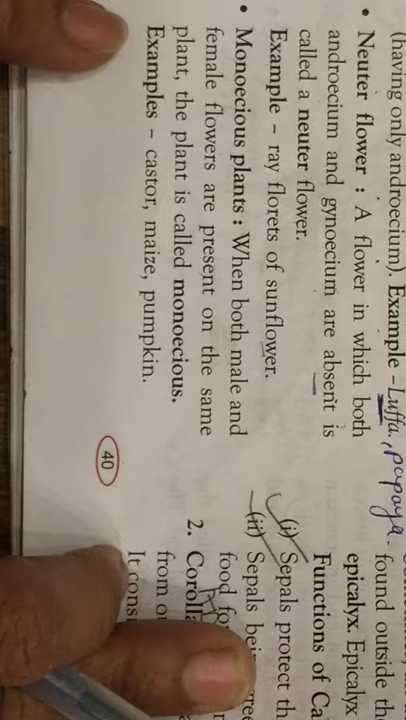 (having only androecium). Example – Luffa, papaya.
• Neuter flower : A flower in which both
androecium and gynoecium are absent is
called a neuter flower.
Example – ray florets of sunflower.
• Monoecious plants : When both male and
female flowers are present on the same
plant, the plant is called monoecious.
Examples – castor, maize, pumpkin.
40
found outside the
epicalyx. Epicalyx
Functions of Ca
(i) Sepals protect th
(ii) Sepals bein
food fo
2. Corolla
from
It cons